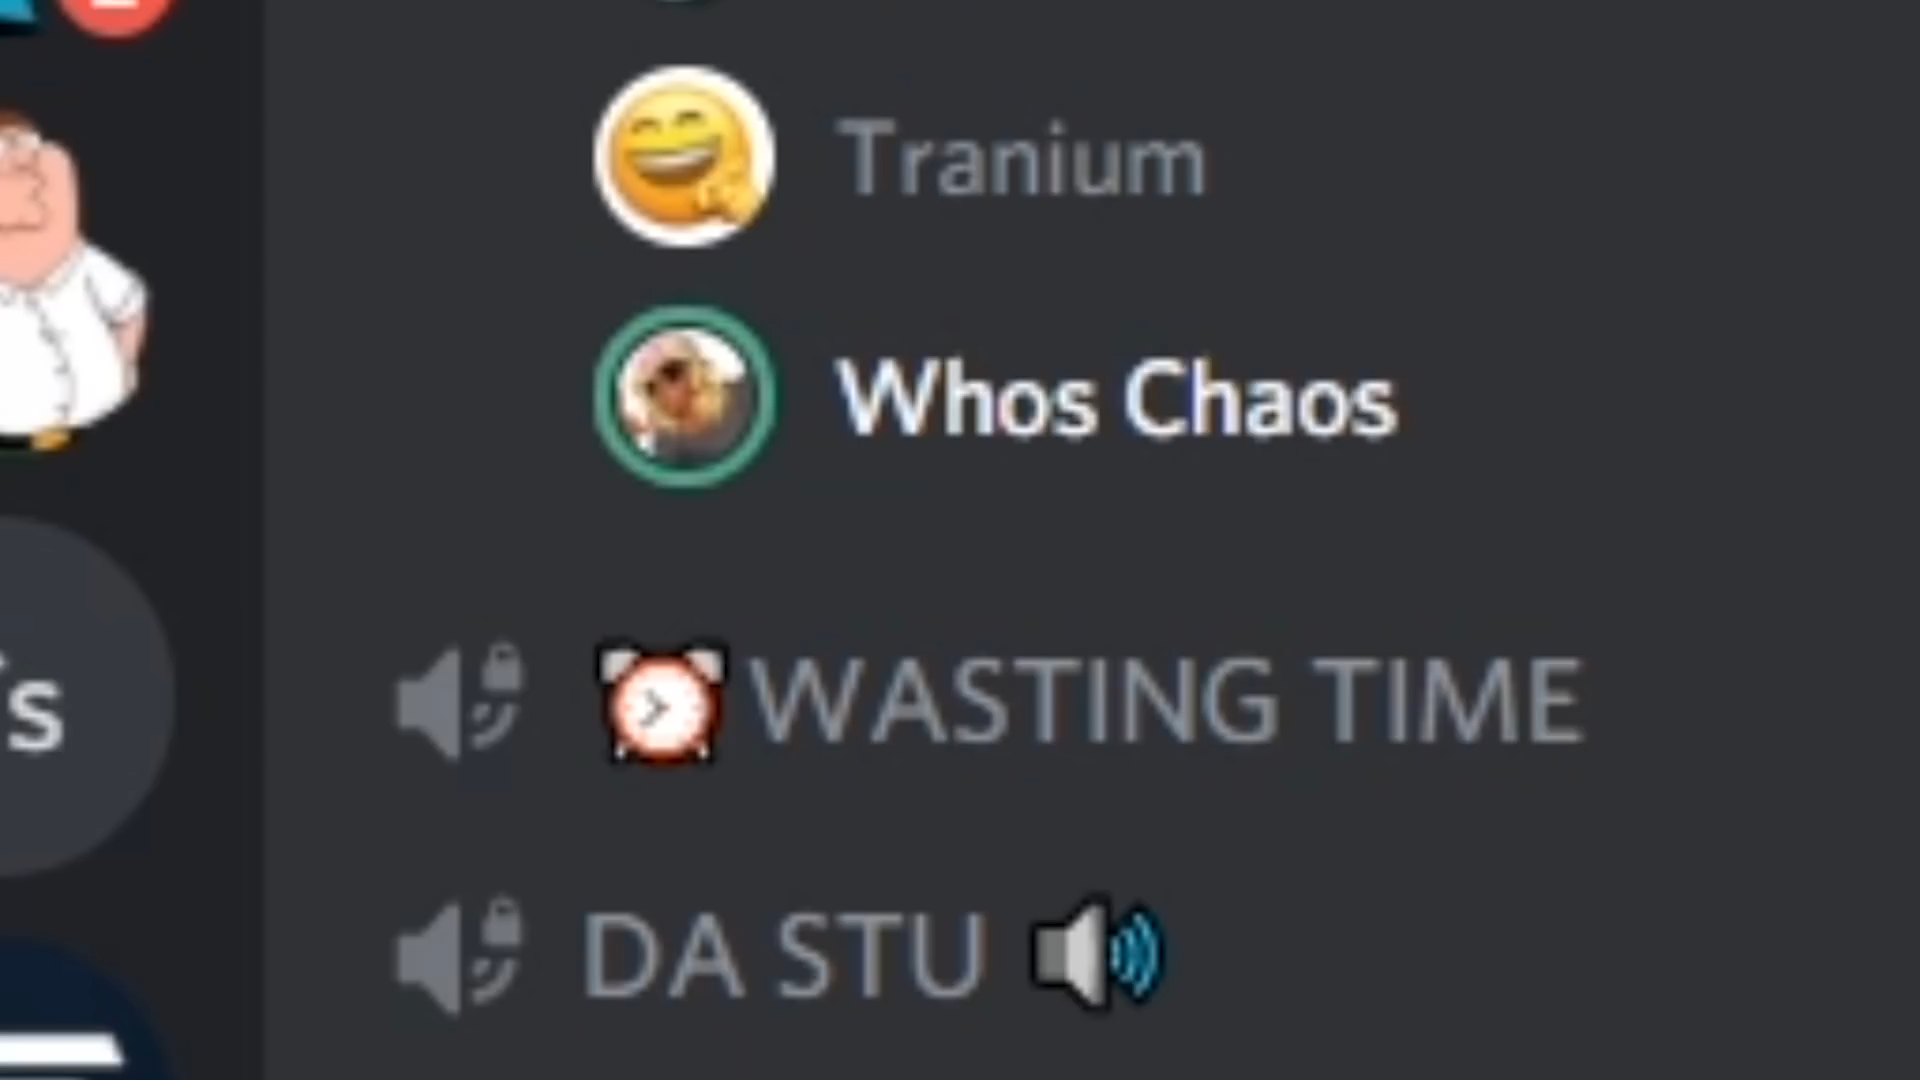 Tranium
Whos Chaos
's
⏰ WASTING TIME
DA STU 🔊